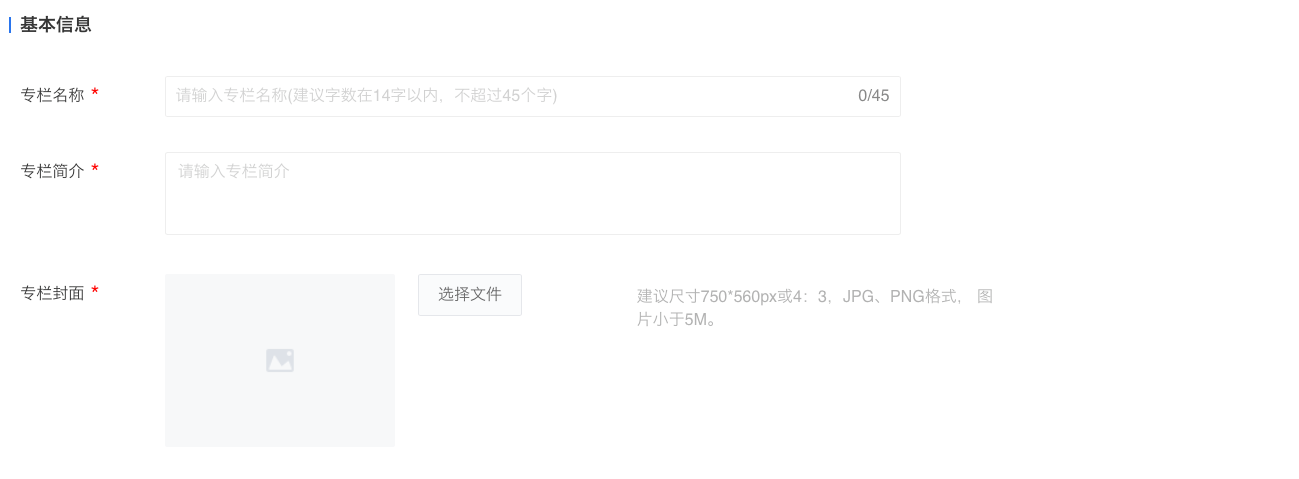 基本信息
专栏名称 *
请输入专栏名称(建议字数在14字以内，不超过45个字)
0/45
专栏简介 *
请输入专栏简介
专栏封面 *
选择文件
建议尺寸750*560px或4：3，JPG、PNG格式， 图
片小于5M。